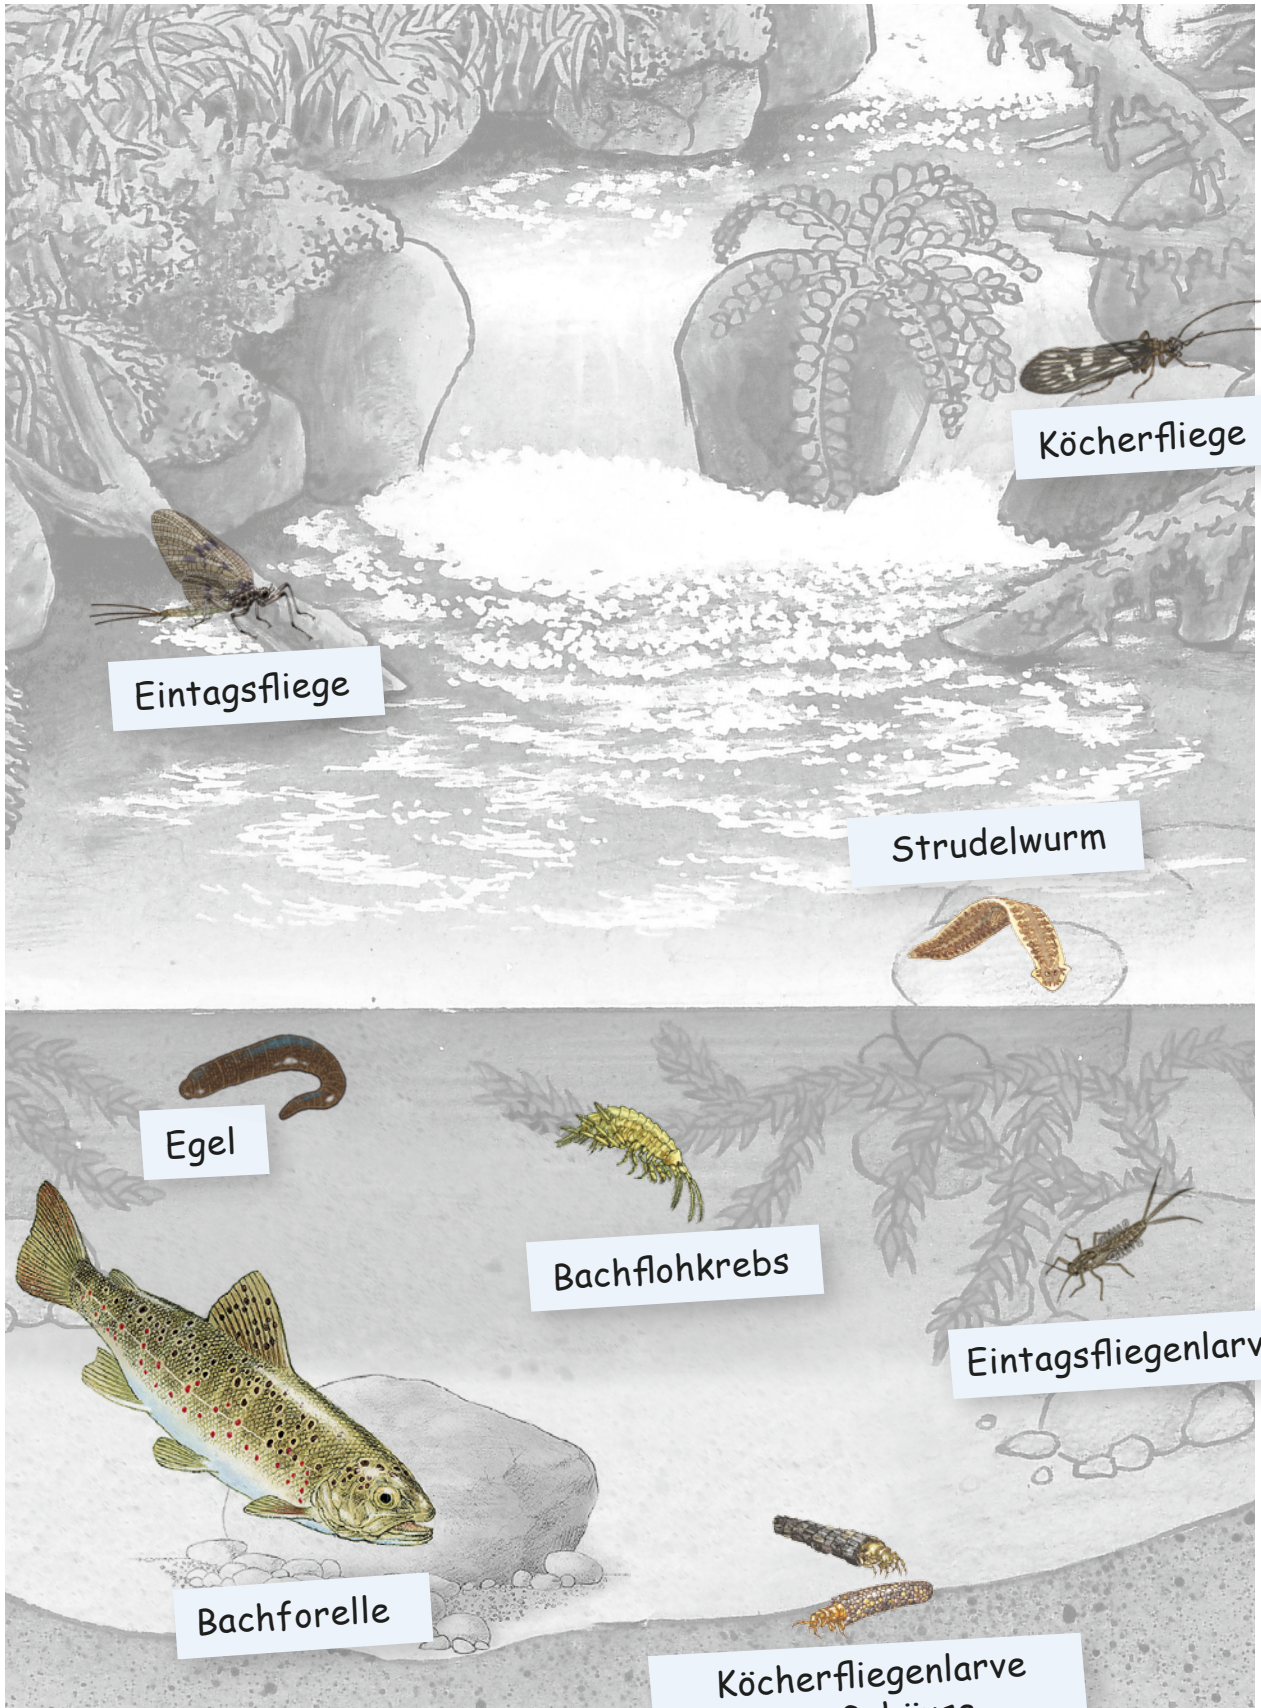 Köcherfliege
Eintagsfliege
Strudelwurm
Egel
Bachflohkrebs
Eintagsfliegenlarv
Bachforelle
Köcherfliegenlarve